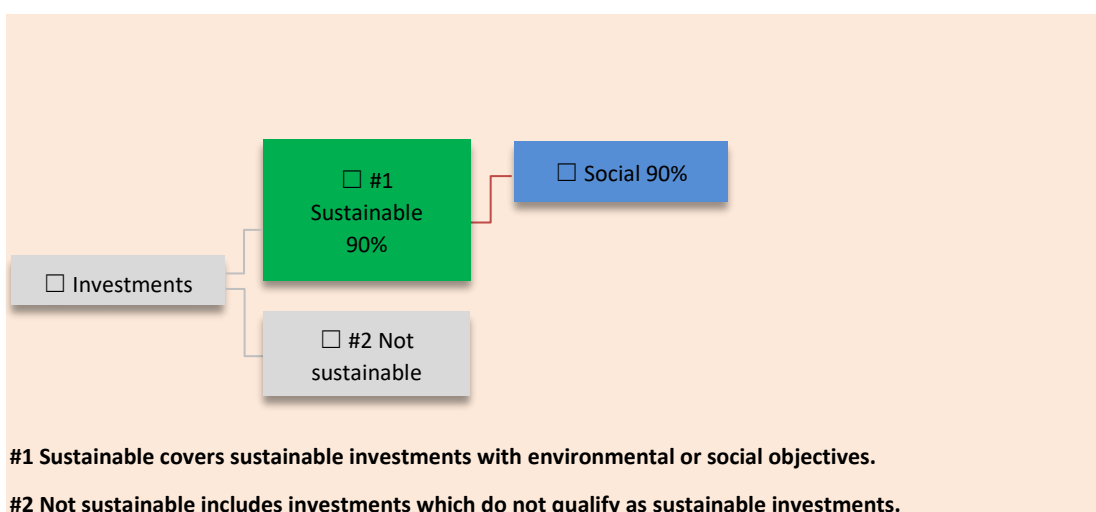 ☐ #1
Sustainable
90%
☐ Social 90%
☐ Investments
☐ #2 Not
sustainable
#1 Sustainable covers sustainable investments with environmental or social objectives.
#2 Not sustainable includes investments which do not qualify as sustainable investments.